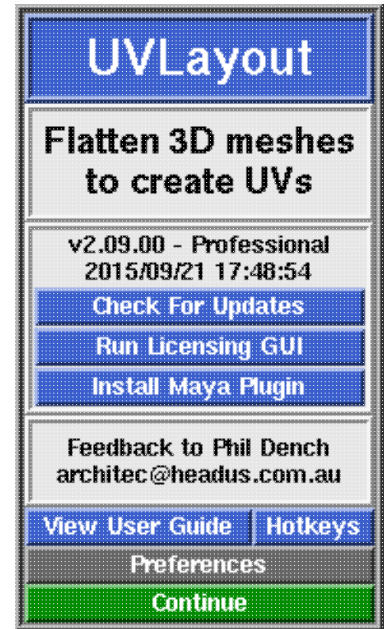 UVLayout
Flatten 3D meshes
to create UVs
v2.09.00 - Professional
2015/09/21 17:48:54
Check For Updates
Run Licensing GUI
Install Maya Plugin
Feedback to Phil Dench
architec@headus.com.au
View User Guide Hotkeys
Preferences
Continue